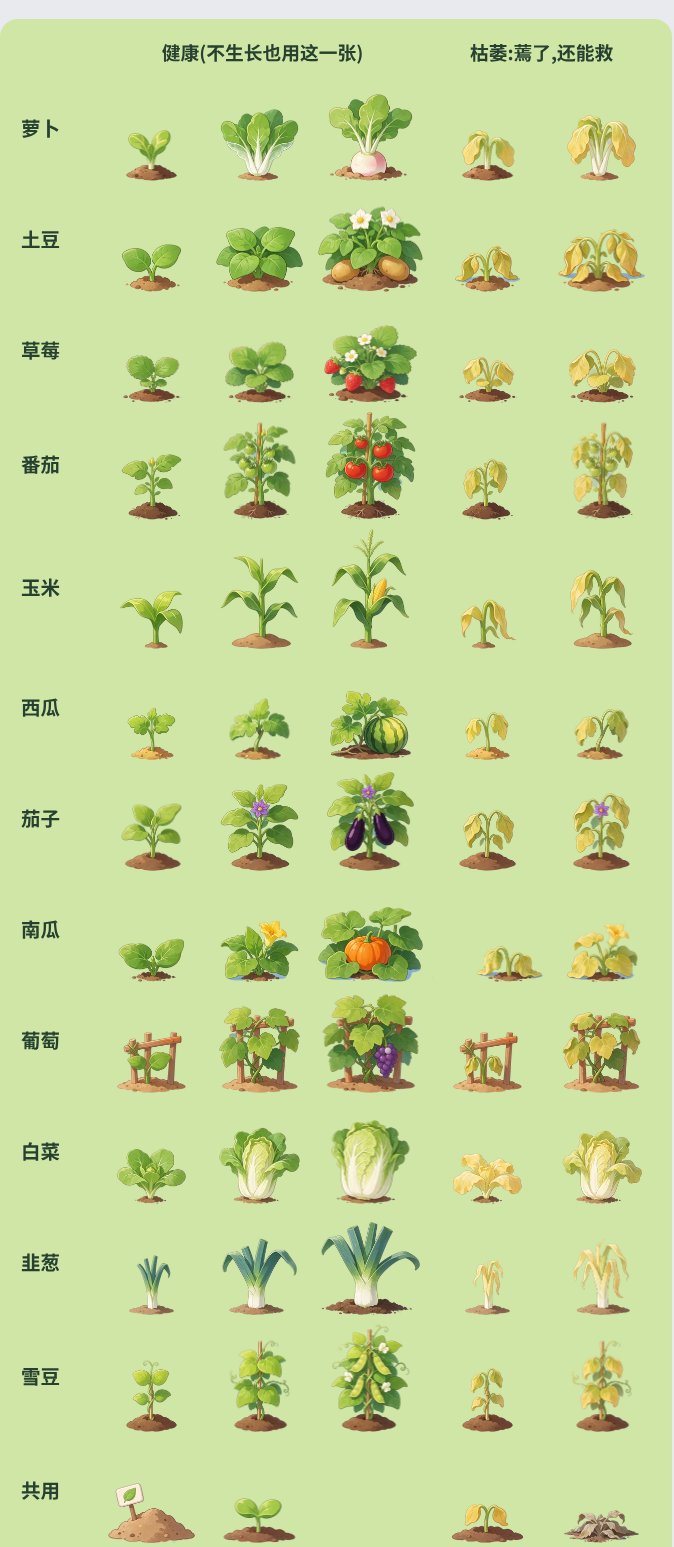 健康(不生长也用这一张)
枯萎:蔫了,还能救
萝卜
土豆
草莓
番茄
玉米
西瓜
茄子
南瓜
葡萄
白菜
韭葱
雪豆
共用